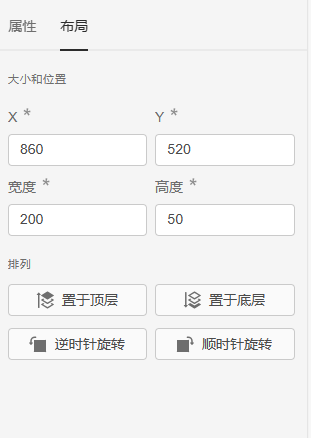 属性 布局
大小和位置
X * Y *
860 520
宽度 * 高度 *
200 50
排列
置于顶层 置于底层
逆时针旋转 顺时针旋转